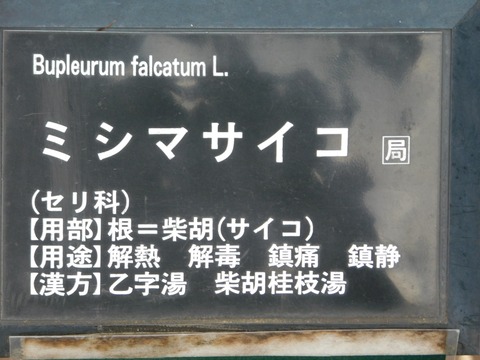 Bupleurum falcatum L.
ミシマサイコ 局
(セリ科)
【用部】根=柴胡(サイコ)
【用途】解熱 解毒 鎮痛 鎮静
【漢方】乙字湯 柴胡桂枝湯